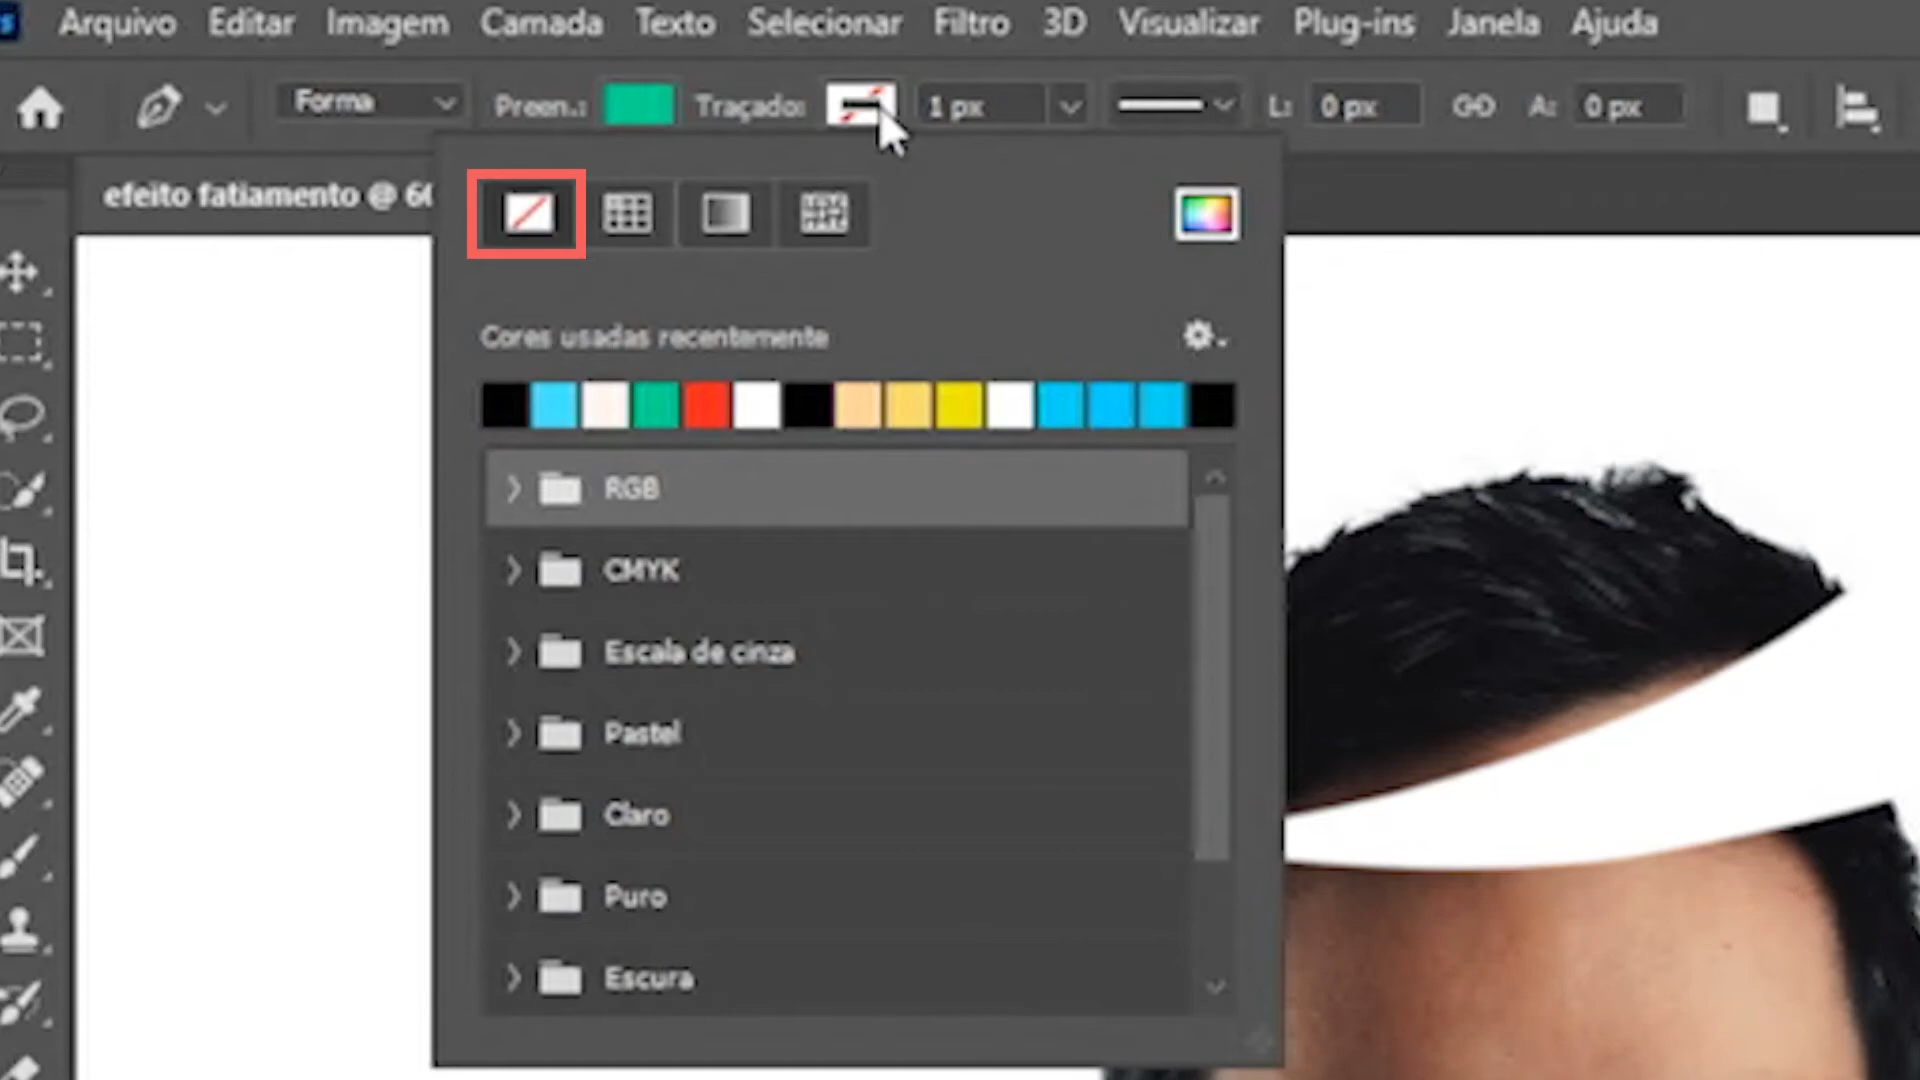 Arquivo Editar Imagem Camada Texto Selecionar Filtro 3D Visualizar Plug-ins Janela Ajuda
Forma Preen.: Traçado: 1 px L: 0 px A: 0 px
efeito fatiamento @ 6
Cores usadas recentemente
RGB
CMYK
Escala de cinza
Pastel
Claro
Puro
Escura